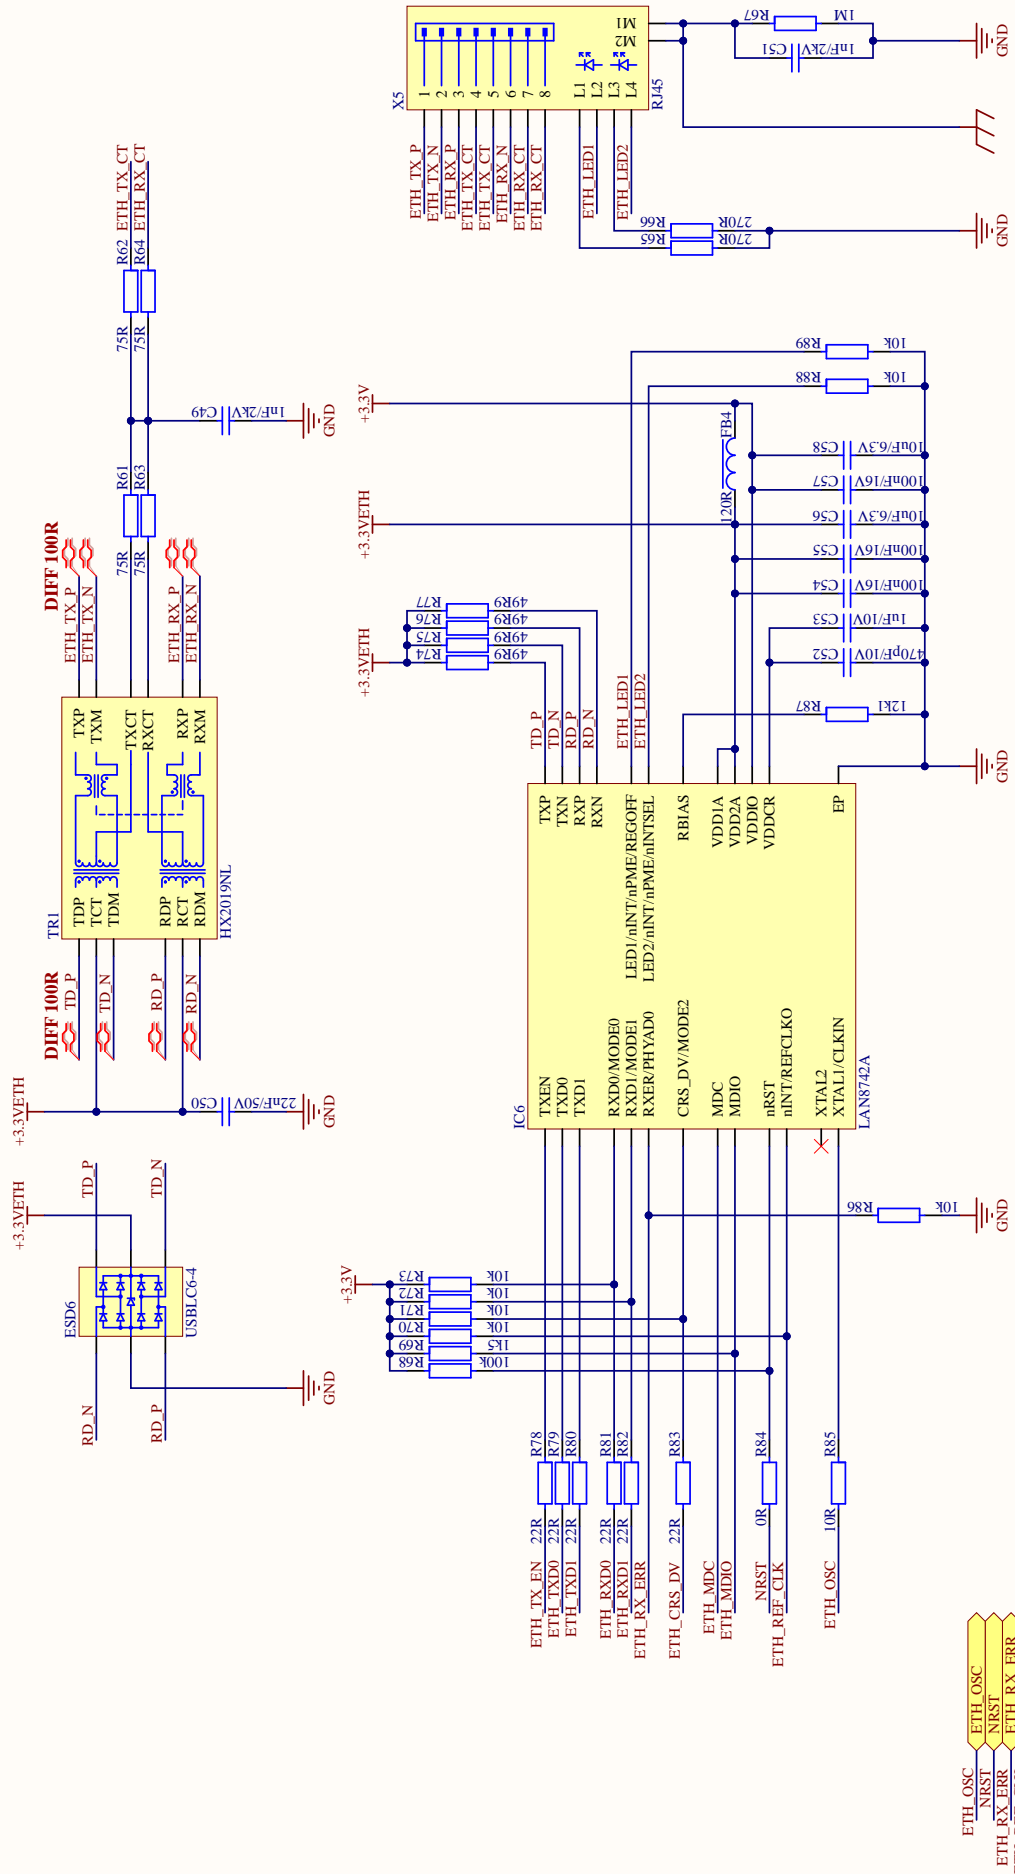 X5
1
2
3
4
5
6
7
8
L1
L2
L3
L4
M1
M2
RJ45
ETH_TX_P
ETH_TX_N
ETH_RX_P
ETH_TX_CT
ETH_TX_CT
ETH_RX_N
ETH_RX_CT
ETH_RX_CT
ETH_LED1
ETH_LED2
R67
1M
C51
1nF/2kV
GND
R66
270R
R65
270R
GND
ETH_TX_CT
ETH_RX_CT
R62
R64
75R
75R
C49
1nF/2kV
GND
R61
R63
75R
75R
DIFF 100R
ETH_TX_P
ETH_TX_N
ETH_RX_P
ETH_RX_N
TR1
TXP
TXM
TXCT
RXCT
RXP
RXM
TDP
TCT
TDM
RDP
RCT
RDM
HX2019NL
DIFF 100R
TD_P
TD_N
RD_P
RD_N
+3.3VETH
C50
22nF/50V
GND
+3.3VETH
TD_P
TD_N
ESD6
USBLC6-4
GND
RD_N
RD_P
+3.3V
R89
10k
R88
10k
FB4
120R
+3.3VETH
C58
10uF/6.3V
C57
100nF/16V
C56
10uF/6.3V
C55
100nF/16V
C54
100nF/16V
C53
1uF/10V
C52
470pF/10V
R87
12k1
GND
+3.3VETH
R77
49R9
R76
49R9
R75
49R9
R74
49R9
TD_P
TD_N
RD_P
RD_N
ETH_LED1
ETH_LED2
IC6
TXP
TXN
RXP
RXN
LED1/nINT/nPME/REGOFF
LED2/nINT/nPME/nINTSEL
RBIAS
VDD1A
VDD2A
VDDIO
VDDCR
EP
TXEN
TXD0
TXD1
RXD0/MODE0
RXD1/MODE1
RXER/PHYAD0
CRS_DV/MODE2
MDC
MDIO
nRST
nINT/REFCLKO
XTAL2
XTAL1/CLKIN
LAN8742A
R86
10k
GND
+3.3V
R73
10k
R72
10k
R71
10k
R70
10k
R69
1k5
R68
100k
R78
R79
R80
R81
R82
R83
R84
R85
22R
22R
22R
22R
22R
22R
0R
10R
ETH_TX_EN
ETH_TXD0
ETH_TXD1
ETH_RXD0
ETH_RXD1
ETH_RX_ERR
ETH_CRS_DV
ETH_MDC
ETH_MDIO
NRST
ETH_REF_CLK
ETH_OSC
ETH_OSC
NRST
ETH_RX_ERR
ETH_OSC
NRST
ETH_RX_ERR